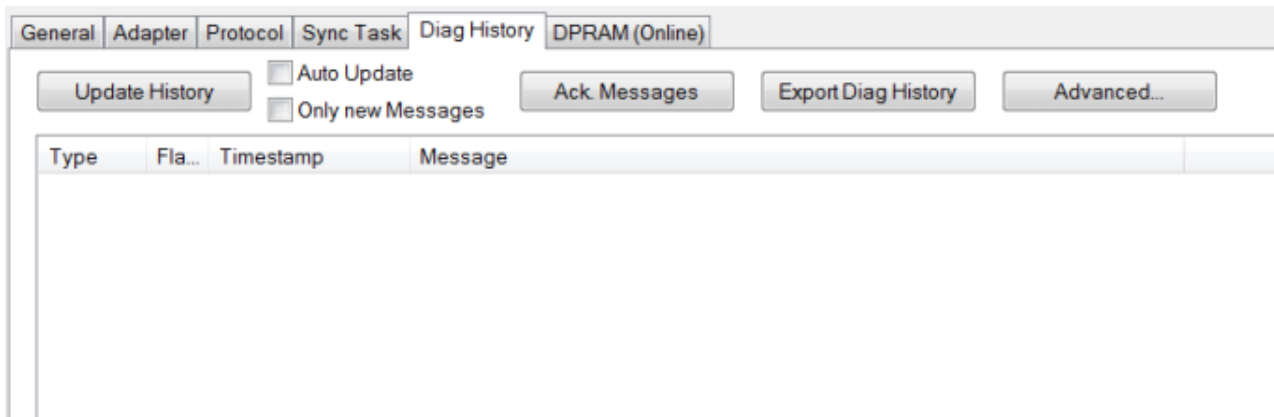 General Adapter Protocol Sync Task Diag History DPRAM (Online)
Update History Auto Update Ack. Messages Export Diag History Advanced...
Only new Messages
Type Fla... Timestamp Message